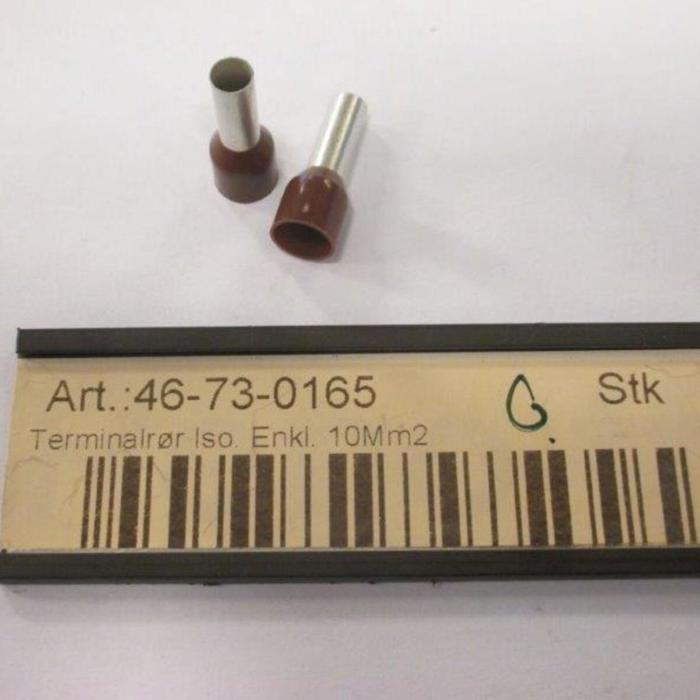 Art.:46-73-0165 G. Stk
Terminalrør Iso. Enkl. 10Mm2